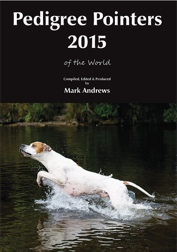 Pedigree Pointers
2015
of the World
Compiled, Edited & Produced
by
Mark Andrews